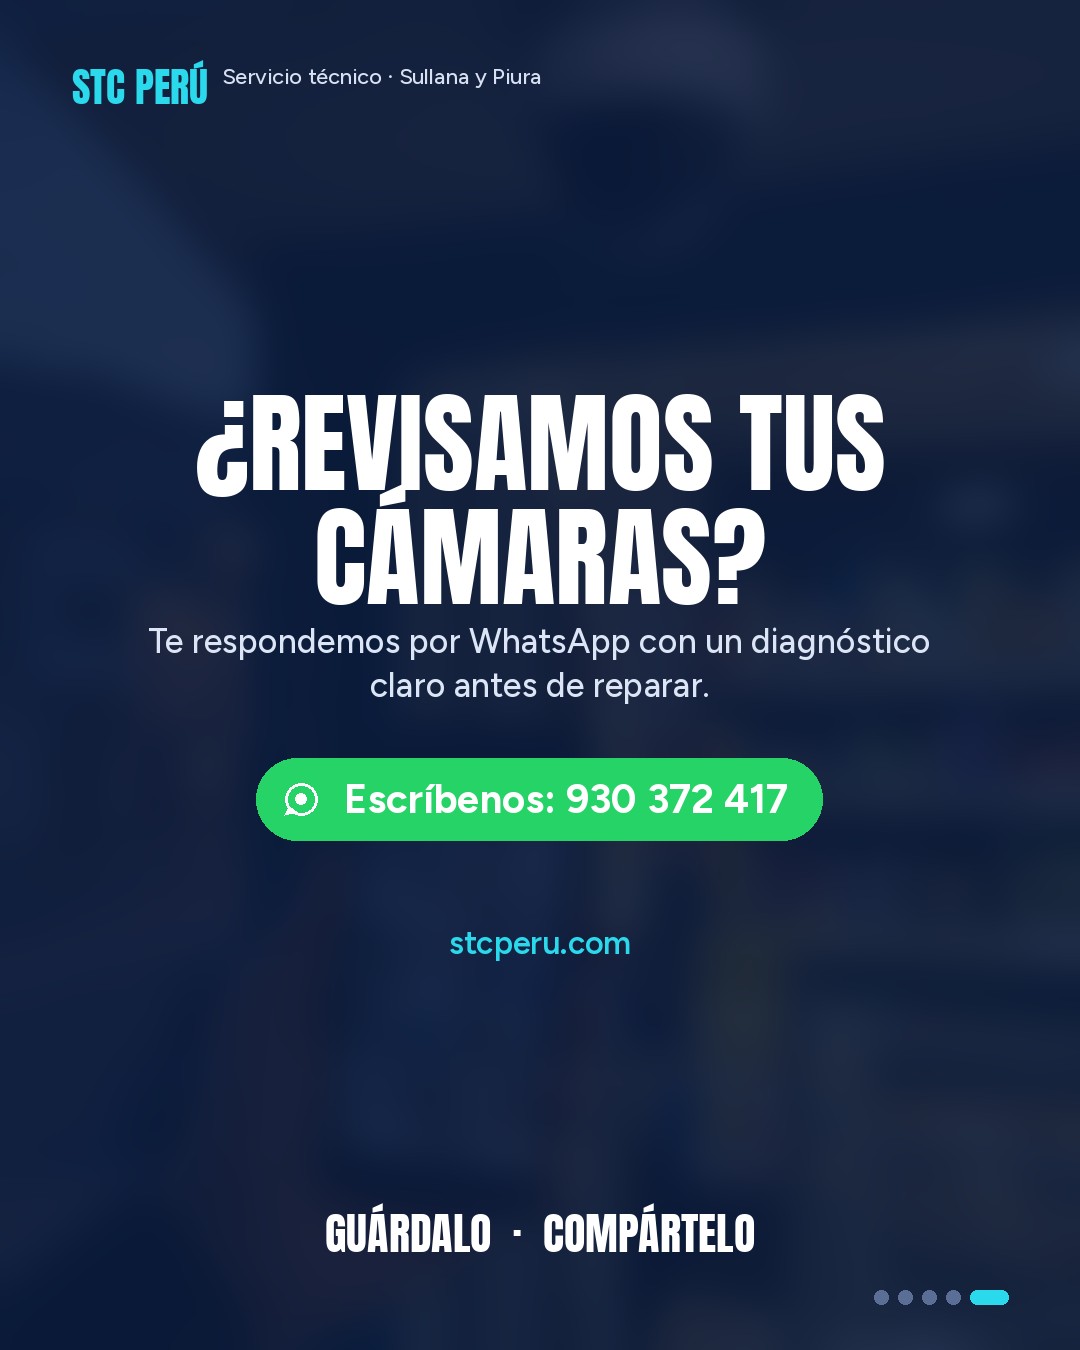 STC PERÚ Servicio técnico · Sullana y Piura
¿REVISAMOS TUS
CÁMARAS?
Te respondemos por WhatsApp con un diagnóstico
claro antes de reparar.
Escríbenos: 930 372 417
stcperu.com
GUÁRDALO · COMPÁRTELO